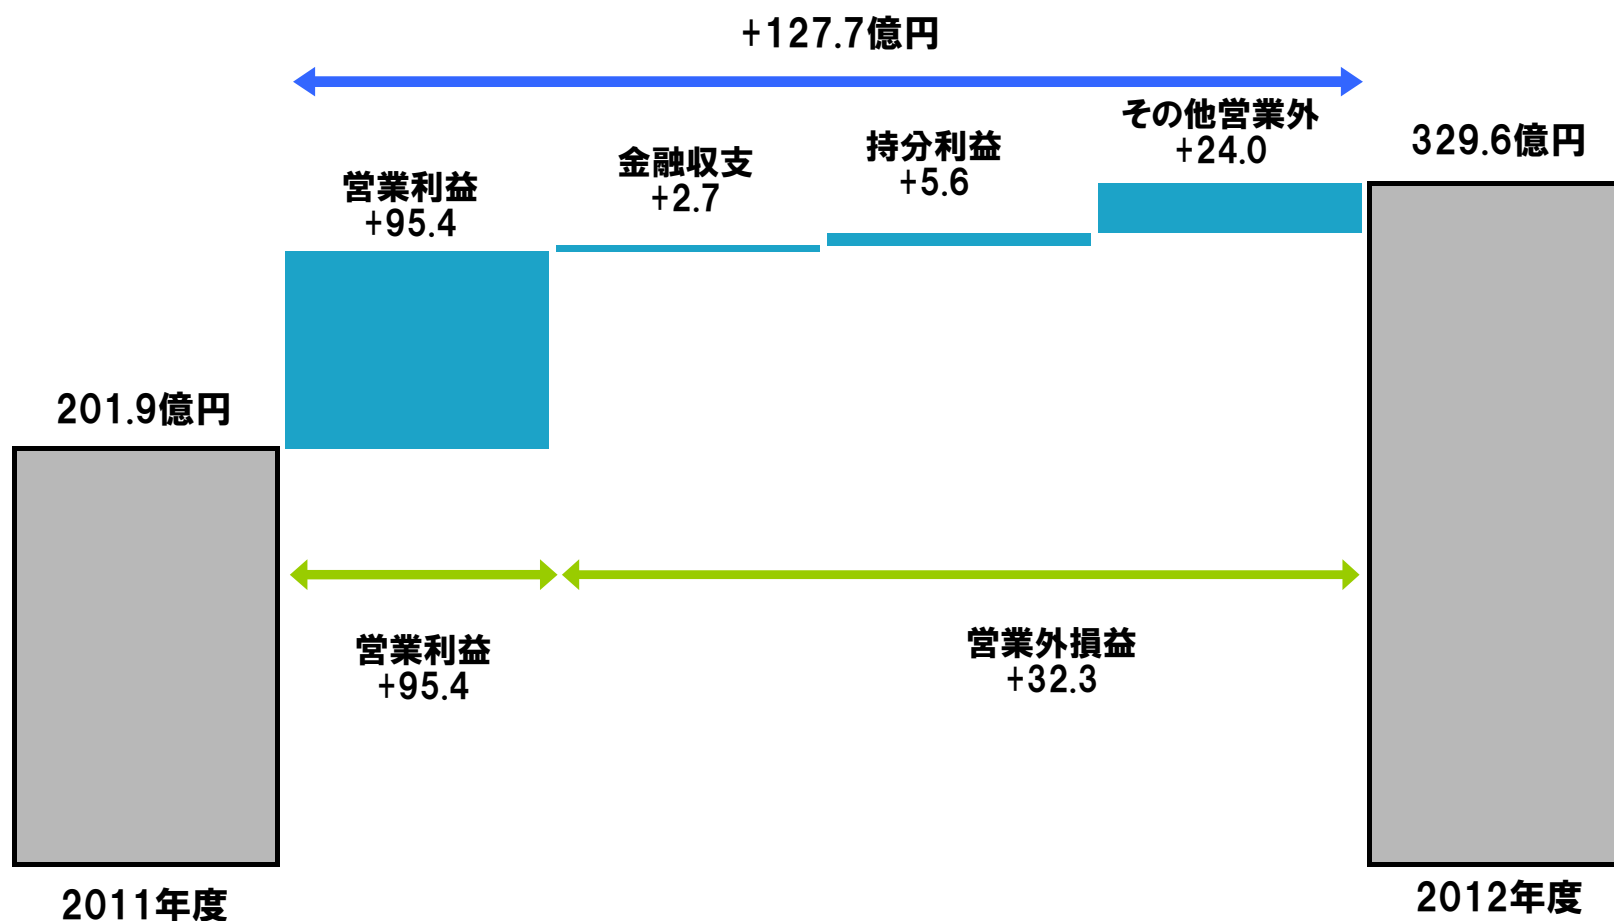 +127.7億円
営業利益
+95.4
金融収支
+2.7
持分利益
+5.6
その他営業外
+24.0
329.6億円
201.9億円
営業利益
+95.4
営業外損益
+32.3
2011年度
2012年度